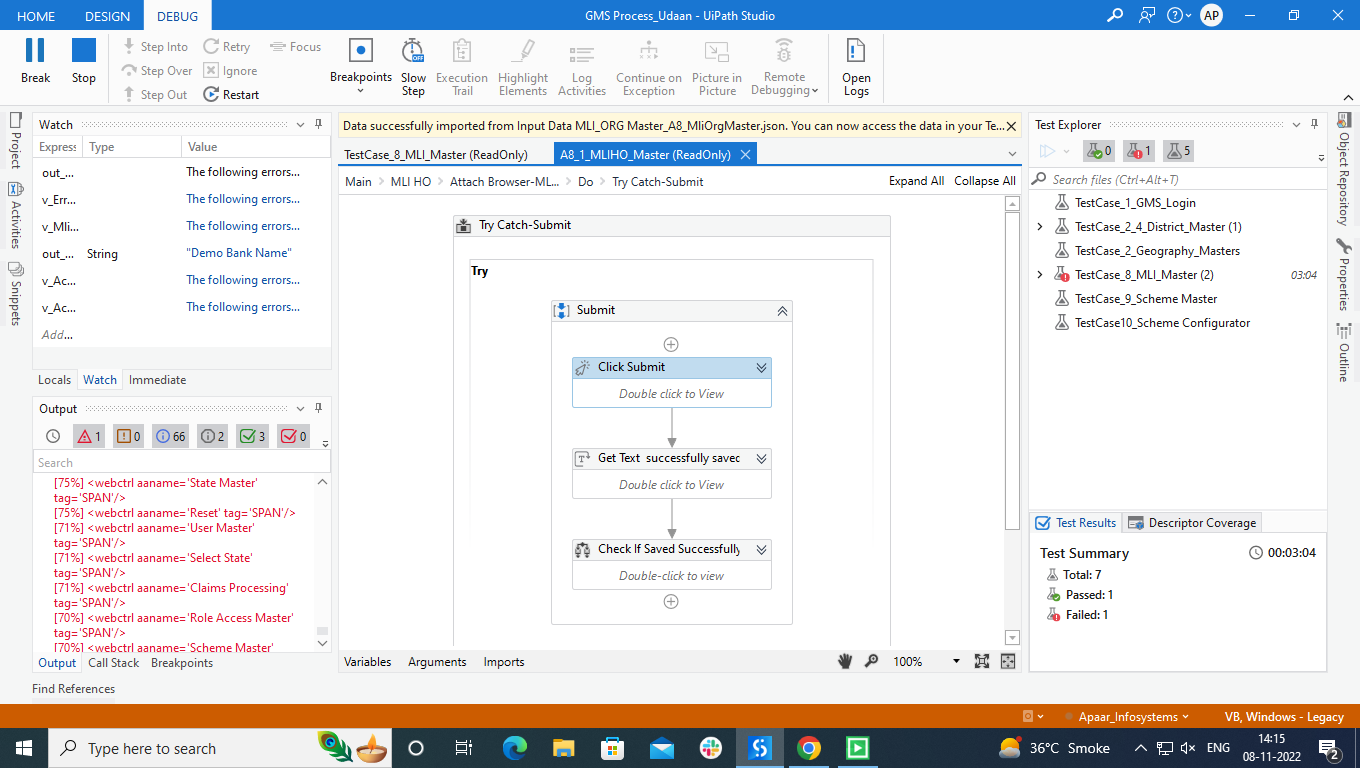 HOME DESIGN DEBUG
GMS Process_Udaan - UiPath Studio
AP
Break
Stop
Step Into
Step Over
Step Out
Retry
Ignore
Restart
Focus
Breakpoints
Slow Step
OFF
Execution Trail
Highlight Elements
Log Activities
Continue on Exception
Picture in Picture
Remote Debugging
Open Logs
Project
Activities
Snippets
Watch
Expres Type Value
out_... The following errors...
v_Err... The following errors...
v_Mli... The following errors...
out_... String "Demo Bank Name"
v_Ac... The following errors...
v_Ac... The following errors...
Add...
Locals Watch Immediate
Output
1 0 66 2 3 0
Search
[75%] <webctrl aaname='State Master'
tag='SPAN'/>
[75%] <webctrl aaname='Reset' tag='SPAN'/>
[71%] <webctrl aaname='User Master'
tag='SPAN'/>
[71%] <webctrl aaname='Select State'
tag='SPAN'/>
[71%] <webctrl aaname='Claims Processing'
tag='SPAN'/>
[70%] <webctrl aaname='Role Access Master'
tag='SPAN'/>
[70%] <webctrl aaname='Scheme Master'
Output Call Stack Breakpoints
Find References
Data successfully imported from Input Data MLI_ORG Master_A8_MliOrgMaster.json. You can now access the data in your Te...
TestCase_8_MLI_Master (ReadOnly) A8_1_MLIHO_Master (ReadOnly)
Main MLI HO Attach Browser-ML... Do Try Catch-Submit
Expand All Collapse All
Try Catch-Submit
Try
Submit
Click Submit
Double click to View
Get Text successfully saved
Double click to View
Check If Saved Successfully
Double-click to view
Variables Arguments Imports
100%
Test Explorer
0 1 5
Search files (Ctrl+Alt+T)
TestCase_1_GMS_Login
TestCase_2_4_District_Master (1)
TestCase_2_Geography_Masters
TestCase_8_MLI_Master (2) 03:04
TestCase_9_Scheme Master
TestCase10_Scheme Configurator
Test Results Descriptor Coverage
Test Summary 00:03:04
Total: 7
Passed: 1
Failed: 1
Object Repository
Properties
Outline
Apaar_Infosystems VB, Windows - Legacy
Type here to search
36°C Smoke
ENG
14:15
08-11-2022
2